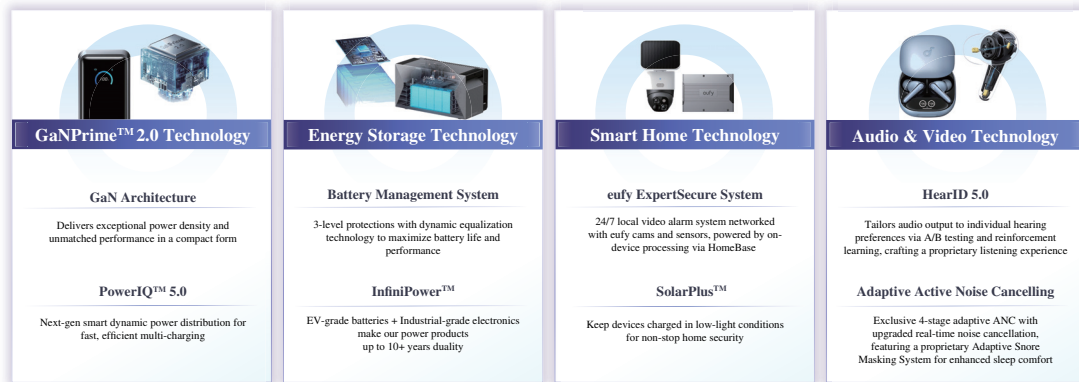 eufy
GaNPrime™ 2.0 Technology
GaN Architecture
Delivers exceptional power density and
unmatched performance in a compact form
PowerIQ™ 5.0
Next-gen smart dynamic power distribution for
fast, efficient multi-charging
Energy Storage Technology
Battery Management System
3-level protections with dynamic equalization
technology to maximize battery life and
performance
InfiniPower™
EV-grade batteries + Industrial-grade electronics
make our power products
up to 10+ years duality
Smart Home Technology
eufy ExpertSecure System
24/7 local video alarm system networked
with eufy cams and sensors, powered by on-
device processing via HomeBase
SolarPlus™
Keep devices charged in low-light conditions
for non-stop home security
Audio & Video Technology
HearID 5.0
Tailors audio output to individual hearing
preferences via A/B testing and reinforcement
learning, crafting a proprietary listening experience
Adaptive Active Noise Cancelling
Exclusive 4-stage adaptive ANC with
upgraded real-time noise cancellation,
featuring a proprietary Adaptive Snore
Masking System for enhanced sleep comfort